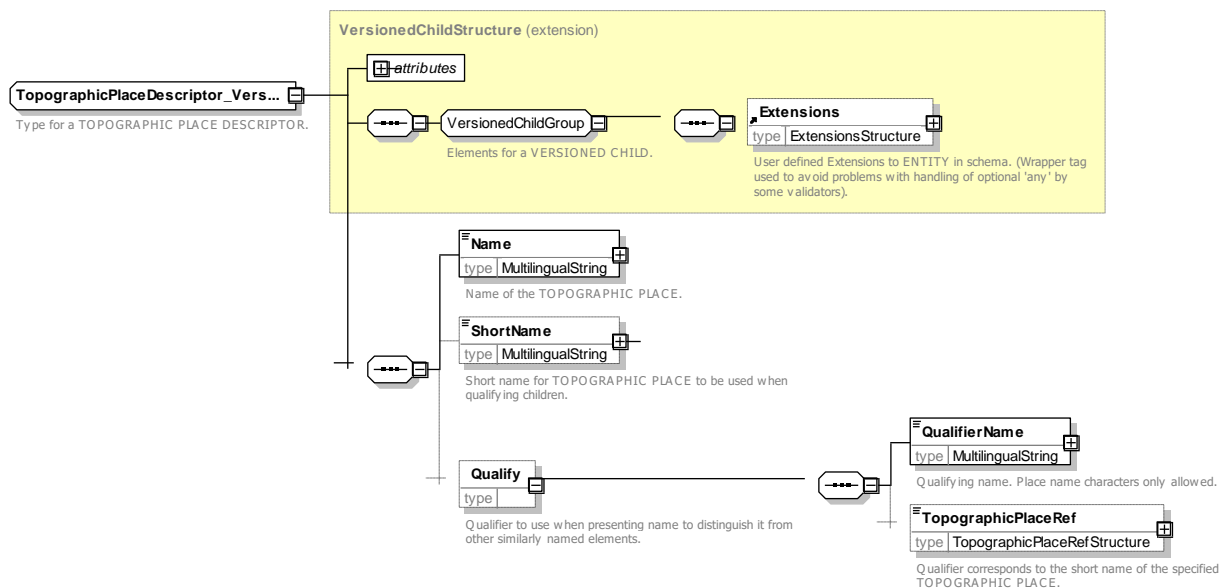 VersionedChildStructure (extension)
attributes
TopographicPlaceDescriptor_Vers...
Type for a TOPOGRAPHIC PLACE DESCRIPTOR.
VersionedChildGroup
Elements for a VERSIONED CHILD.
Extensions
type ExtensionsStructure
User defined Extensions to ENTITY in schema. (Wrapper tag
used to avoid problems with handling of optional 'any' by
some validators).
Name
type MultilingualString
Name of the TOPOGRAPHIC PLACE.
ShortName
type MultilingualString
Short name for TOPOGRAPHIC PLACE to be used when
qualifying children.
Qualify
type
Qualifier to use when presenting name to distinguish it from
other similarly named elements.
QualifierName
type MultilingualString
Qualifying name. Place name characters only allowed.
TopographicPlaceRef
type TopographicPlaceRefStructure
Qualifier corresponds to the short name of the specified
TOPOGRAPHIC PLACE.